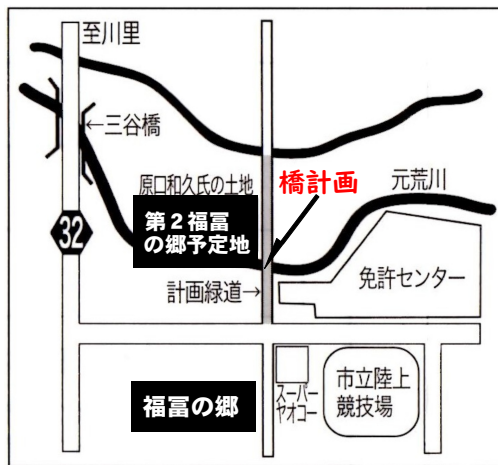 至川里
←三谷橋
原口和久氏の土地
橋計画
元荒川
第2福冨
の郷予定地
32
免許センター
計画緑道→
福冨の郷
スーパー
ヤオコー
市立陸上
競技場